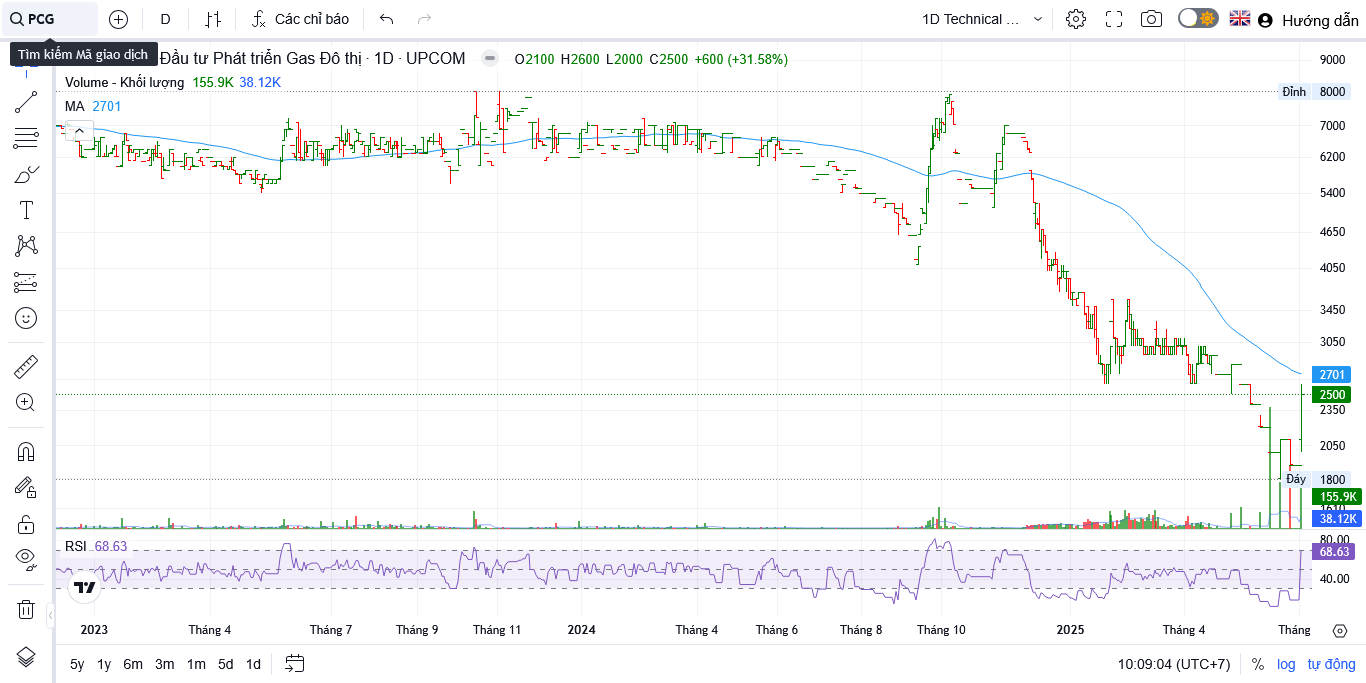 PCG D Các chỉ báo 1D Technical ... Hướng dẫn
Tìm kiếm Mã giao dịch
Đầu tư Phát triển Gas Đô thị · 1D · UPCOM O2100 H2600 L2000 C2500 +600 (+31.58%)
Volume - Khối lượng 155.9K 38.12K
MA 2701
9000
Đỉnh 8000
7000
6200
5400
4650
4050
3450
3050
2701
2500
2350
2050
Đáy 1800
155.9K
1610
38.12K
80.00
RSI 68.63
68.63
40.00
2023 Tháng 4 Tháng 7 Tháng 9 Tháng 11 2024 Tháng 4 Tháng 6 Tháng 8 Tháng 10 2025 Tháng 4 Tháng
5y 1y 6m 3m 1m 5d 1d 10:09:04 (UTC+7) % log tự động